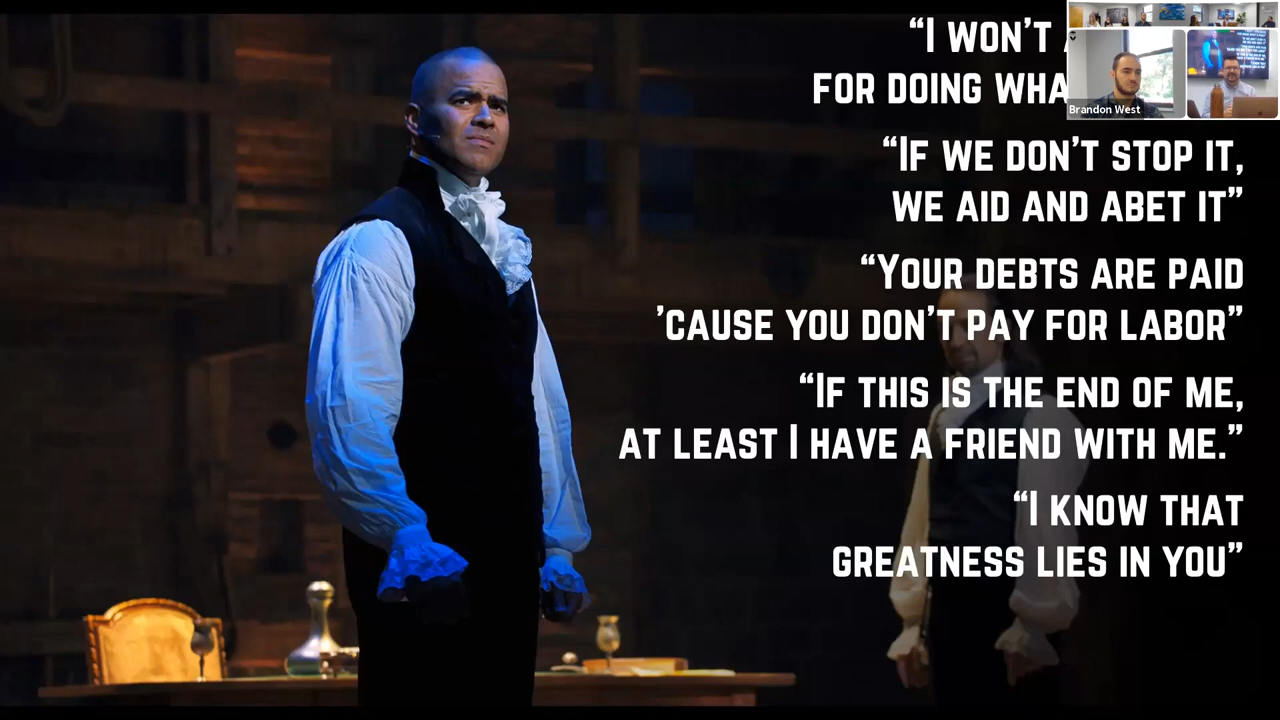 “I WON’T
FOR DOING WHA
“IF WE DON’T STOP IT,
WE AID AND ABET IT”
“YOUR DEBTS ARE PAID
’CAUSE YOU DON’T PAY FOR LABOR”
“IF THIS IS THE END OF ME,
AT LEAST I HAVE A FRIEND WITH ME.”
“I KNOW THAT
GREATNESS LIES IN YOU”
Brandon West